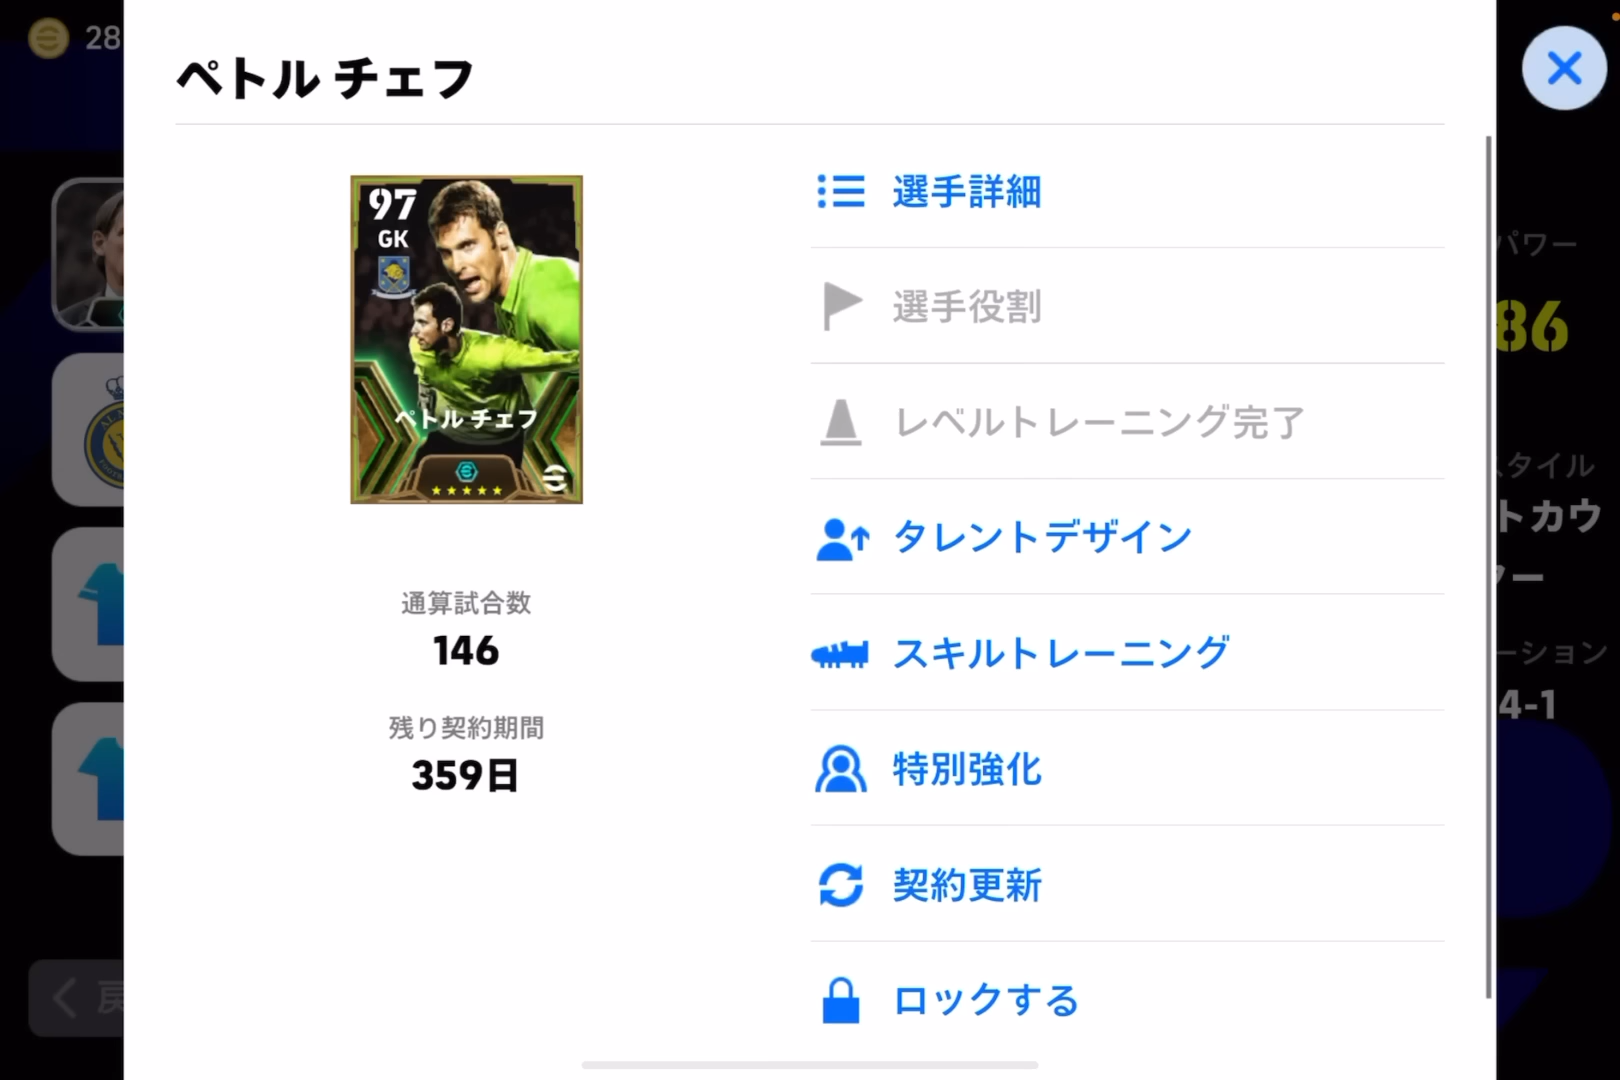 28
ペトル チェフ
97
GK
ペトル チェフ
通算試合数
146
残り契約期間
359日
選手詳細
選手役割
レベルトレーニング完了
タレントデザイン
スキルトレーニング
特別強化
契約更新
ロックする
パワー
86
スタイル
トカウ
ター
ーション
4-1
戻